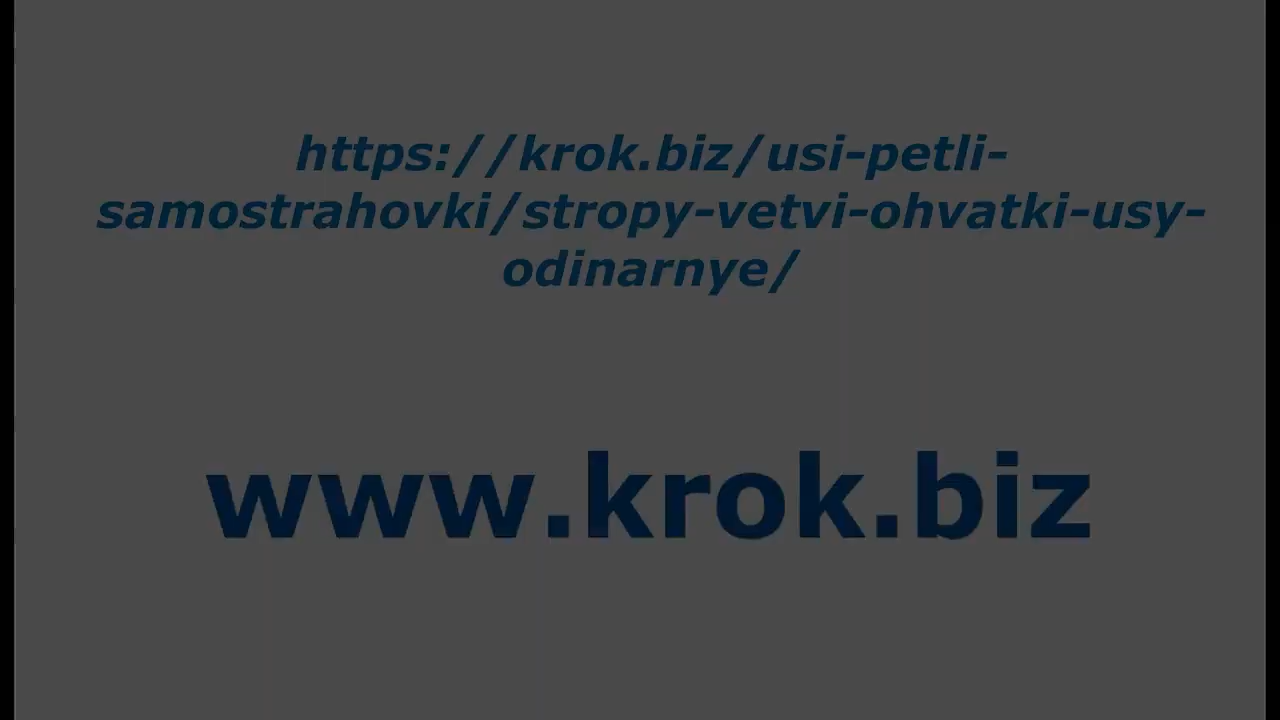 https://krok.biz/usi-petli-
samostrahovki/stropy-vetvi-ohvatki-usy-
odinarnye/
www.krok.biz